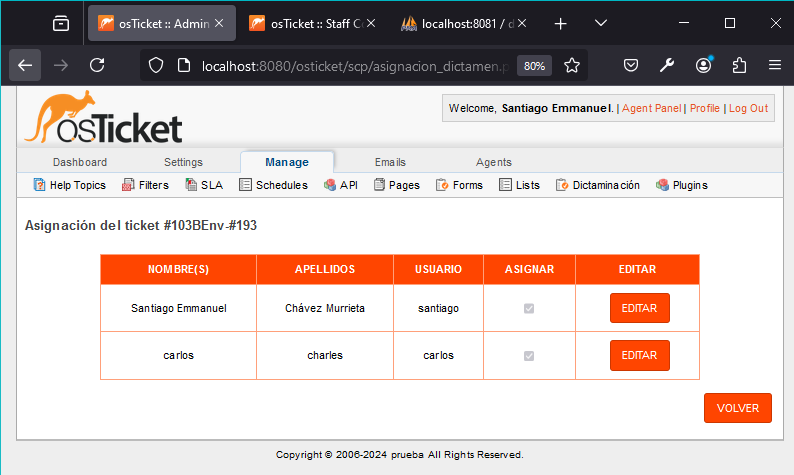 osTicket :: Admin
osTicket :: Staff Co
localhost:8081 / d
localhost:8080/osticket/scp/asignacion_dictamen.p
80%
osTicket
Welcome, Santiago Emmanuel. | Agent Panel | Profile | Log Out
Dashboard Settings Manage Emails Agents
Help Topics Filters SLA Schedules API Pages Forms Lists Dictaminación Plugins
Asignación del ticket #103BEnv-#193
NOMBRE(S) APELLIDOS USUARIO ASIGNAR EDITAR
Santiago Emmanuel Chávez Murrieta santiago EDITAR
carlos charles carlos EDITAR
VOLVER
Copyright © 2006-2024 prueba All Rights Reserved.